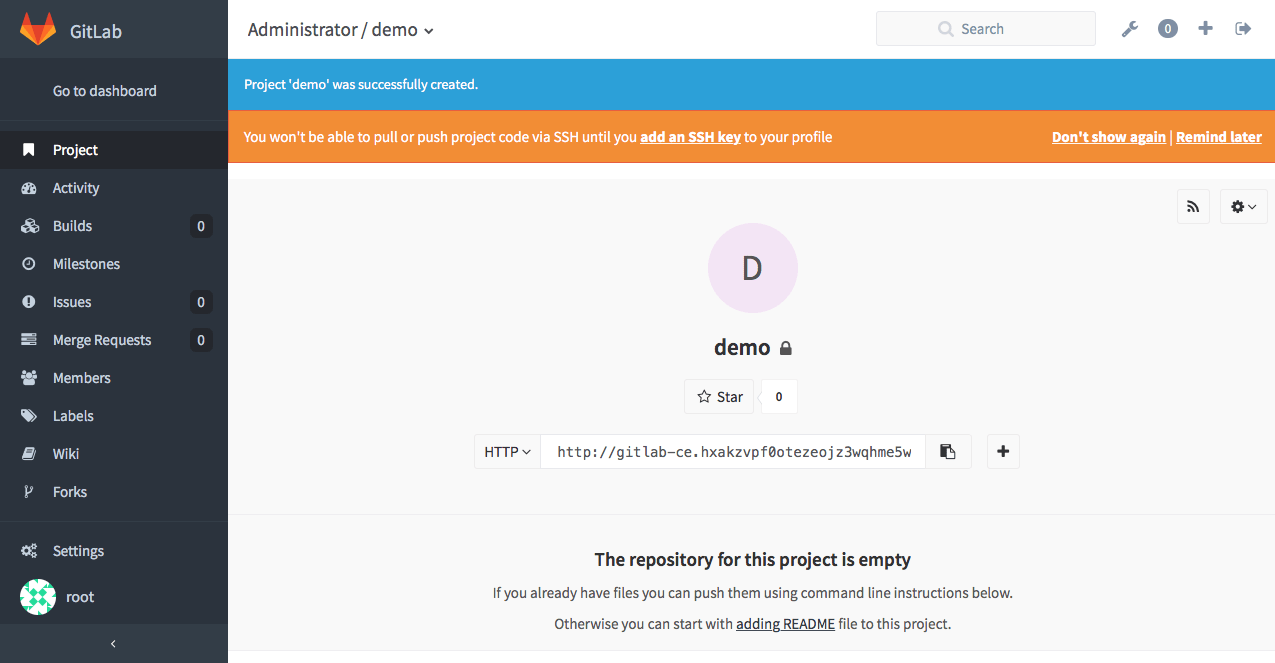 GitLab
Administrator / demo
Search
0
Go to dashboard
Project 'demo' was successfully created.
You won't be able to pull or push project code via SSH until you add an SSH key to your profile
Don't show again | Remind later
Project
Activity
Builds 0
Milestones
Issues 0
Merge Requests 0
Members
Labels
Wiki
Forks
Settings
root
D
demo
Star 0
HTTP http://gitlab-ce.hxakzvpf0otezeojz3wqhme5w
The repository for this project is empty
If you already have files you can push them using command line instructions below.
Otherwise you can start with adding README file to this project.